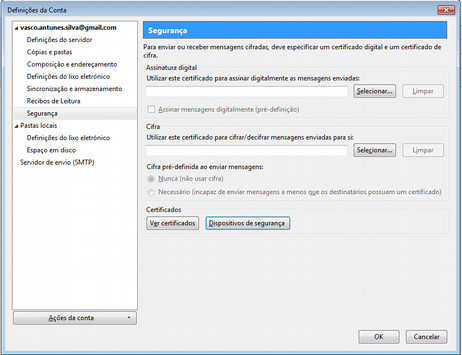 Definições da Conta
vasco.antunes.silva@gmail.com
Definições do servidor
Cópias e pastas
Composição e endereçamento
Definições do lixo eletrónico
Sincronização e armazenamento
Recibos de Leitura
Segurança
Pastas locais
Definições do lixo eletrónico
Espaço em disco
Servidor de envio (SMTP)
Ações da conta
Segurança
Para enviar ou receber mensagens cifradas, deve especificar um certificado digital e um certificado de
cifra.
Assinatura digital
Utilizar este certificado para assinar digitalmente as mensagens enviadas:
Selecionar...
Limpar
Assinar mensagens digitalmente (pré-definição)
Cifra
Utilizar este certificado para cifrar/decifrar mensagens enviadas para si:
Selecionar...
Limpar
Cifra pré-definida ao enviar mensagens:
Nunca (não usar cifra)
Necessário (incapaz de enviar mensagens a menos que os destinatários possuam um certificado)
Certificados
Ver certificados
Dispositivos de segurança
OK
Cancelar